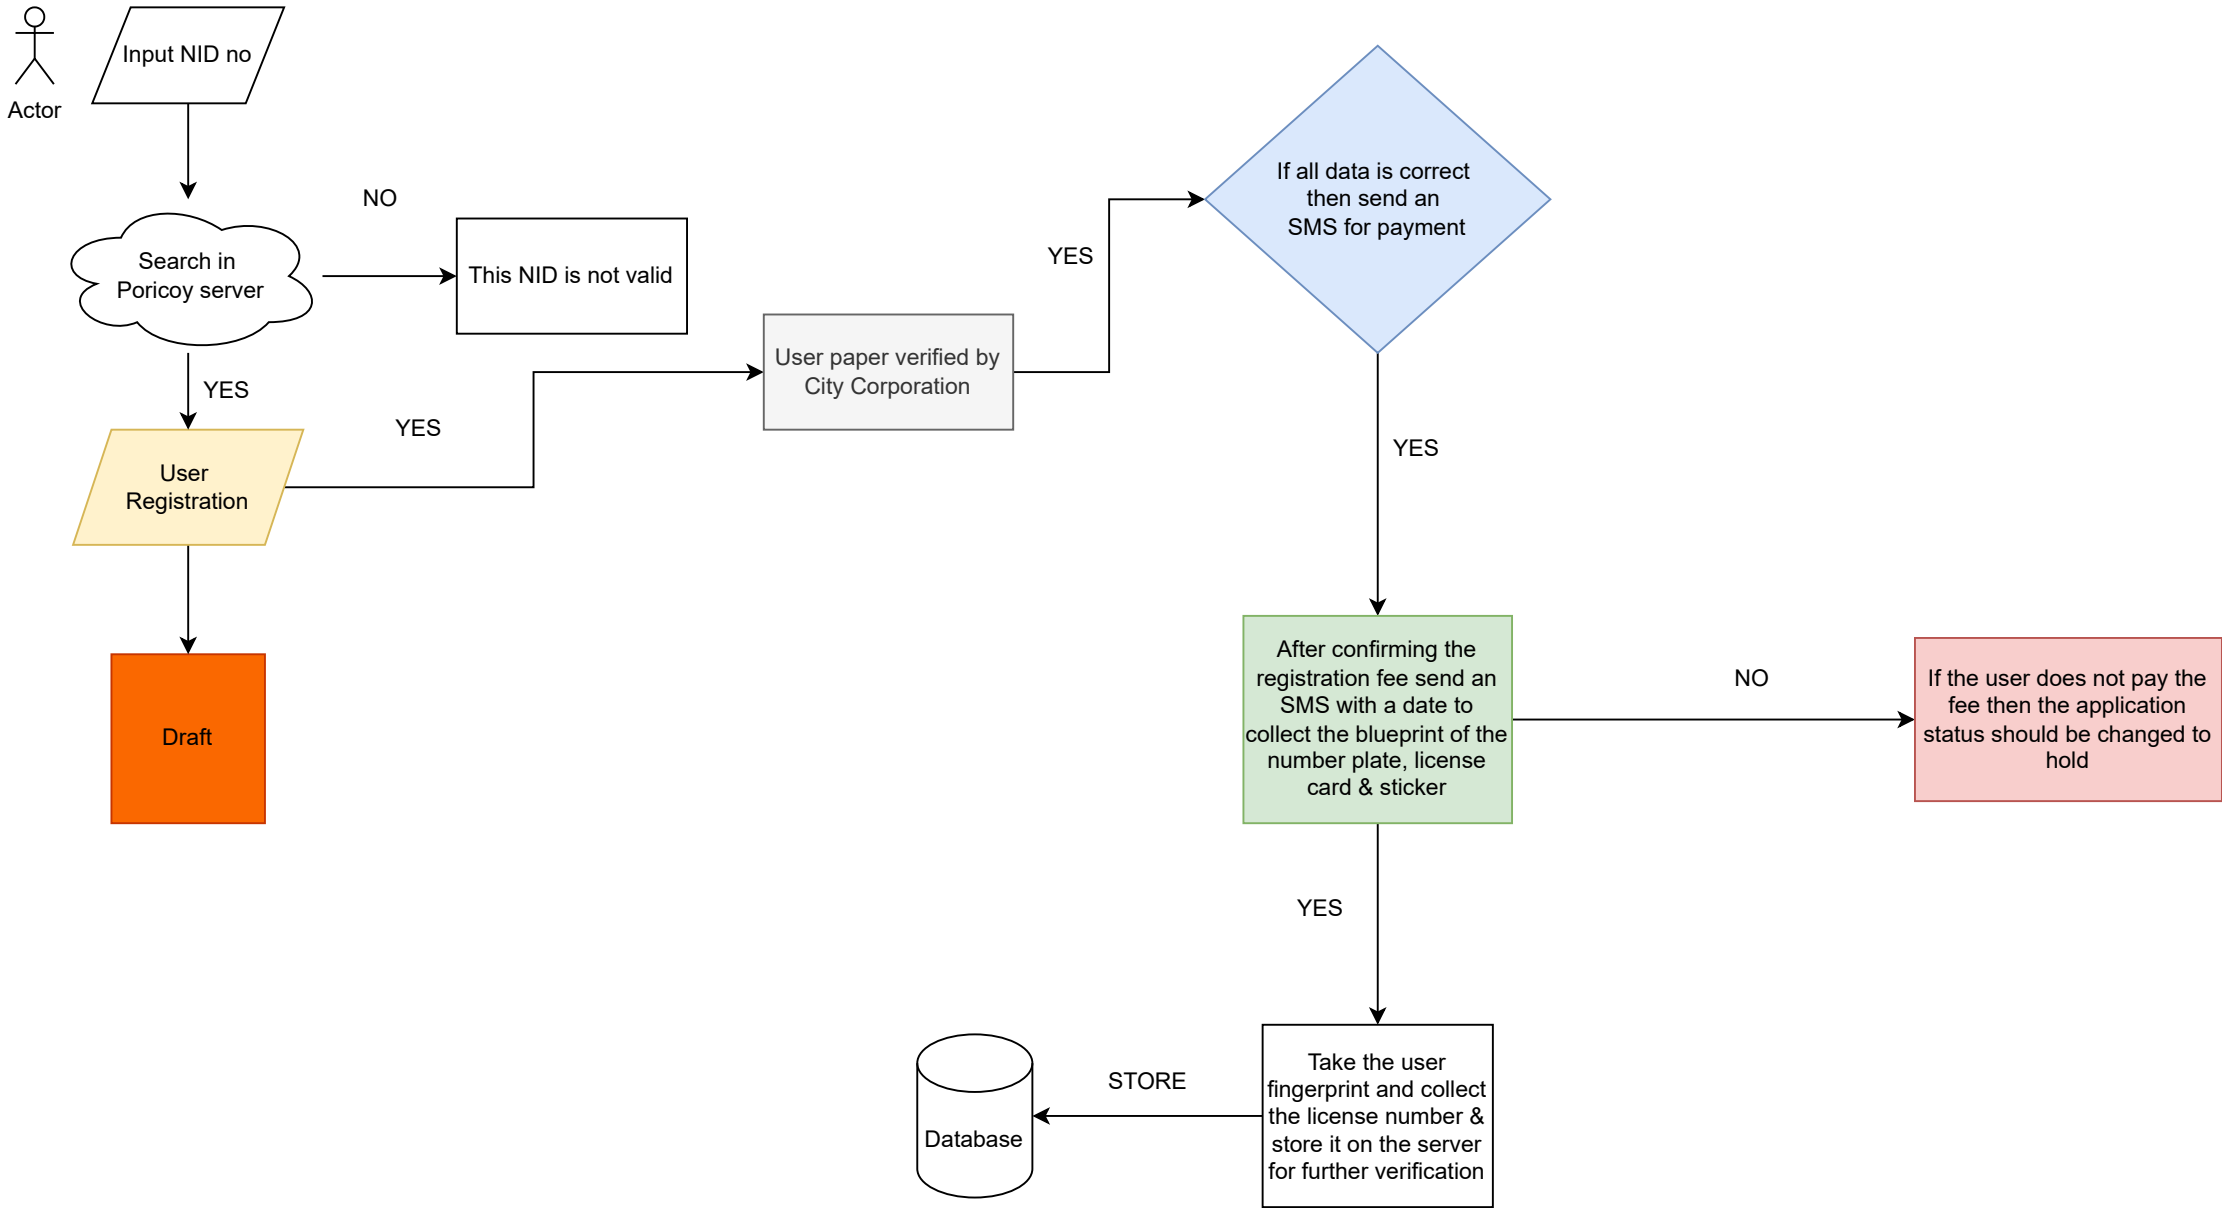 Actor
Input NID no
Search in
Poricoy server
NO
This NID is not valid
YES
User
Registration
YES
Draft
User paper verified by
City Corporation
YES
If all data is correct
then send an
SMS for payment
YES
After confirming the
registration fee send an
SMS with a date to
collect the blueprint of the
number plate, license
card & sticker
NO
If the user does not pay the
fee then the application
status should be changed to
hold
YES
Take the user
fingerprint and collect
the license number &
store it on the server
for further verification
STORE
Database